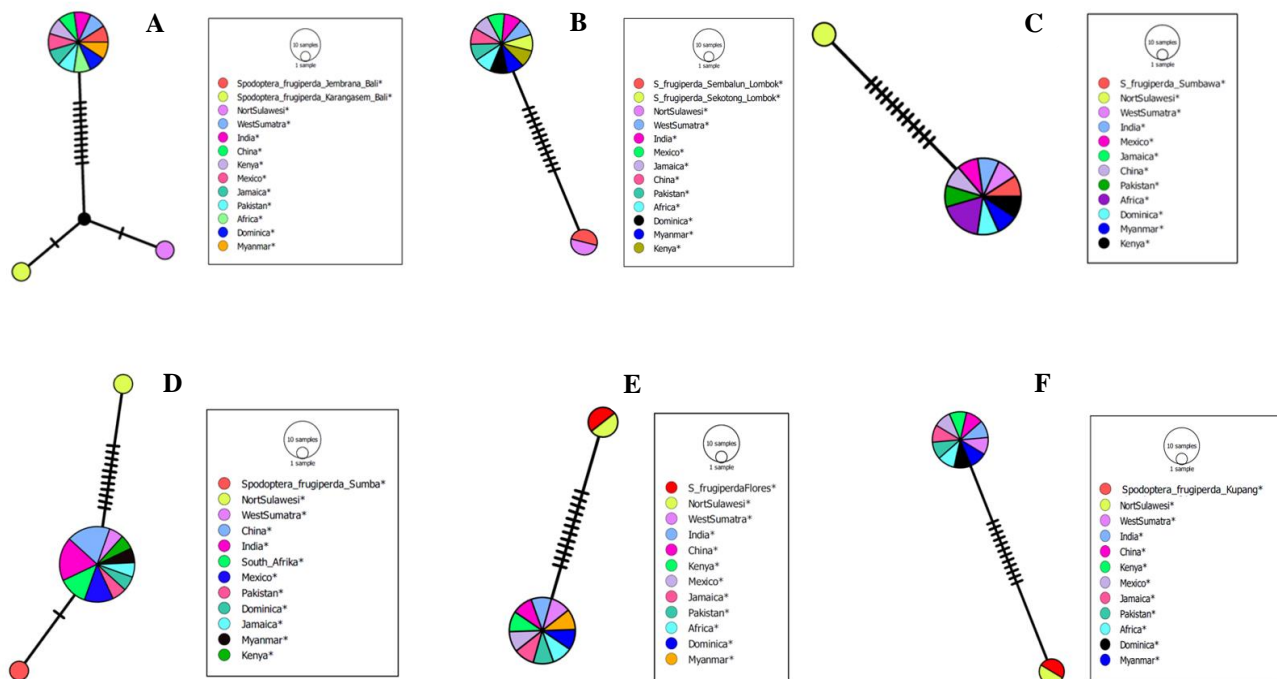 A
10 samples
1 sample
Spodoptera_frugiperda_Jembrana_Bali*
Spodoptera_frugiperda_Karangasem_Bali*
NortSulawesi*
WestSumatra*
India*
China*
Kenya*
Mexico*
Jamaica*
Pakistan*
Africa*
Dominica*
Myanmar*
B
10 samples
1 sample
S_frugiperda_Sembalun_Lombok*
S_frugiperda_Sekotong_Lombok*
NortSulawesi*
WestSumatra*
India*
Mexico*
Jamaica*
China*
Pakistan*
Africa*
Dominica*
Myanmar*
Kenya*
C
10 samples
1 sample
S_frugiperda_Sumbawa*
NortSulawesi*
WestSumatra*
India*
Mexico*
Jamaica*
China*
Pakistan*
Africa*
Dominica*
Myanmar*
Kenya*
D
10 samples
1 sample
Spodoptera_frugiperda_Sumba*
NortSulawesi*
WestSumatra*
China*
India*
South_Afrika*
Mexico*
Pakistan*
Dominica*
Jamaica*
Myanmar*
Kenya*
E
10 samples
1 sample
S_frugiperdaFlores*
NortSulawesi*
WestSumatra*
India*
China*
Kenya*
Mexico*
Jamaica*
Pakistan*
Africa*
Dominica*
Myanmar*
F
10 samples
1 sample
Spodoptera_frugiperda_Kupang*
NortSulawesi*
WestSumatra*
India*
China*
Kenya*
Mexico*
Jamaica*
Pakistan*
Africa*
Dominica*
Myanmar*